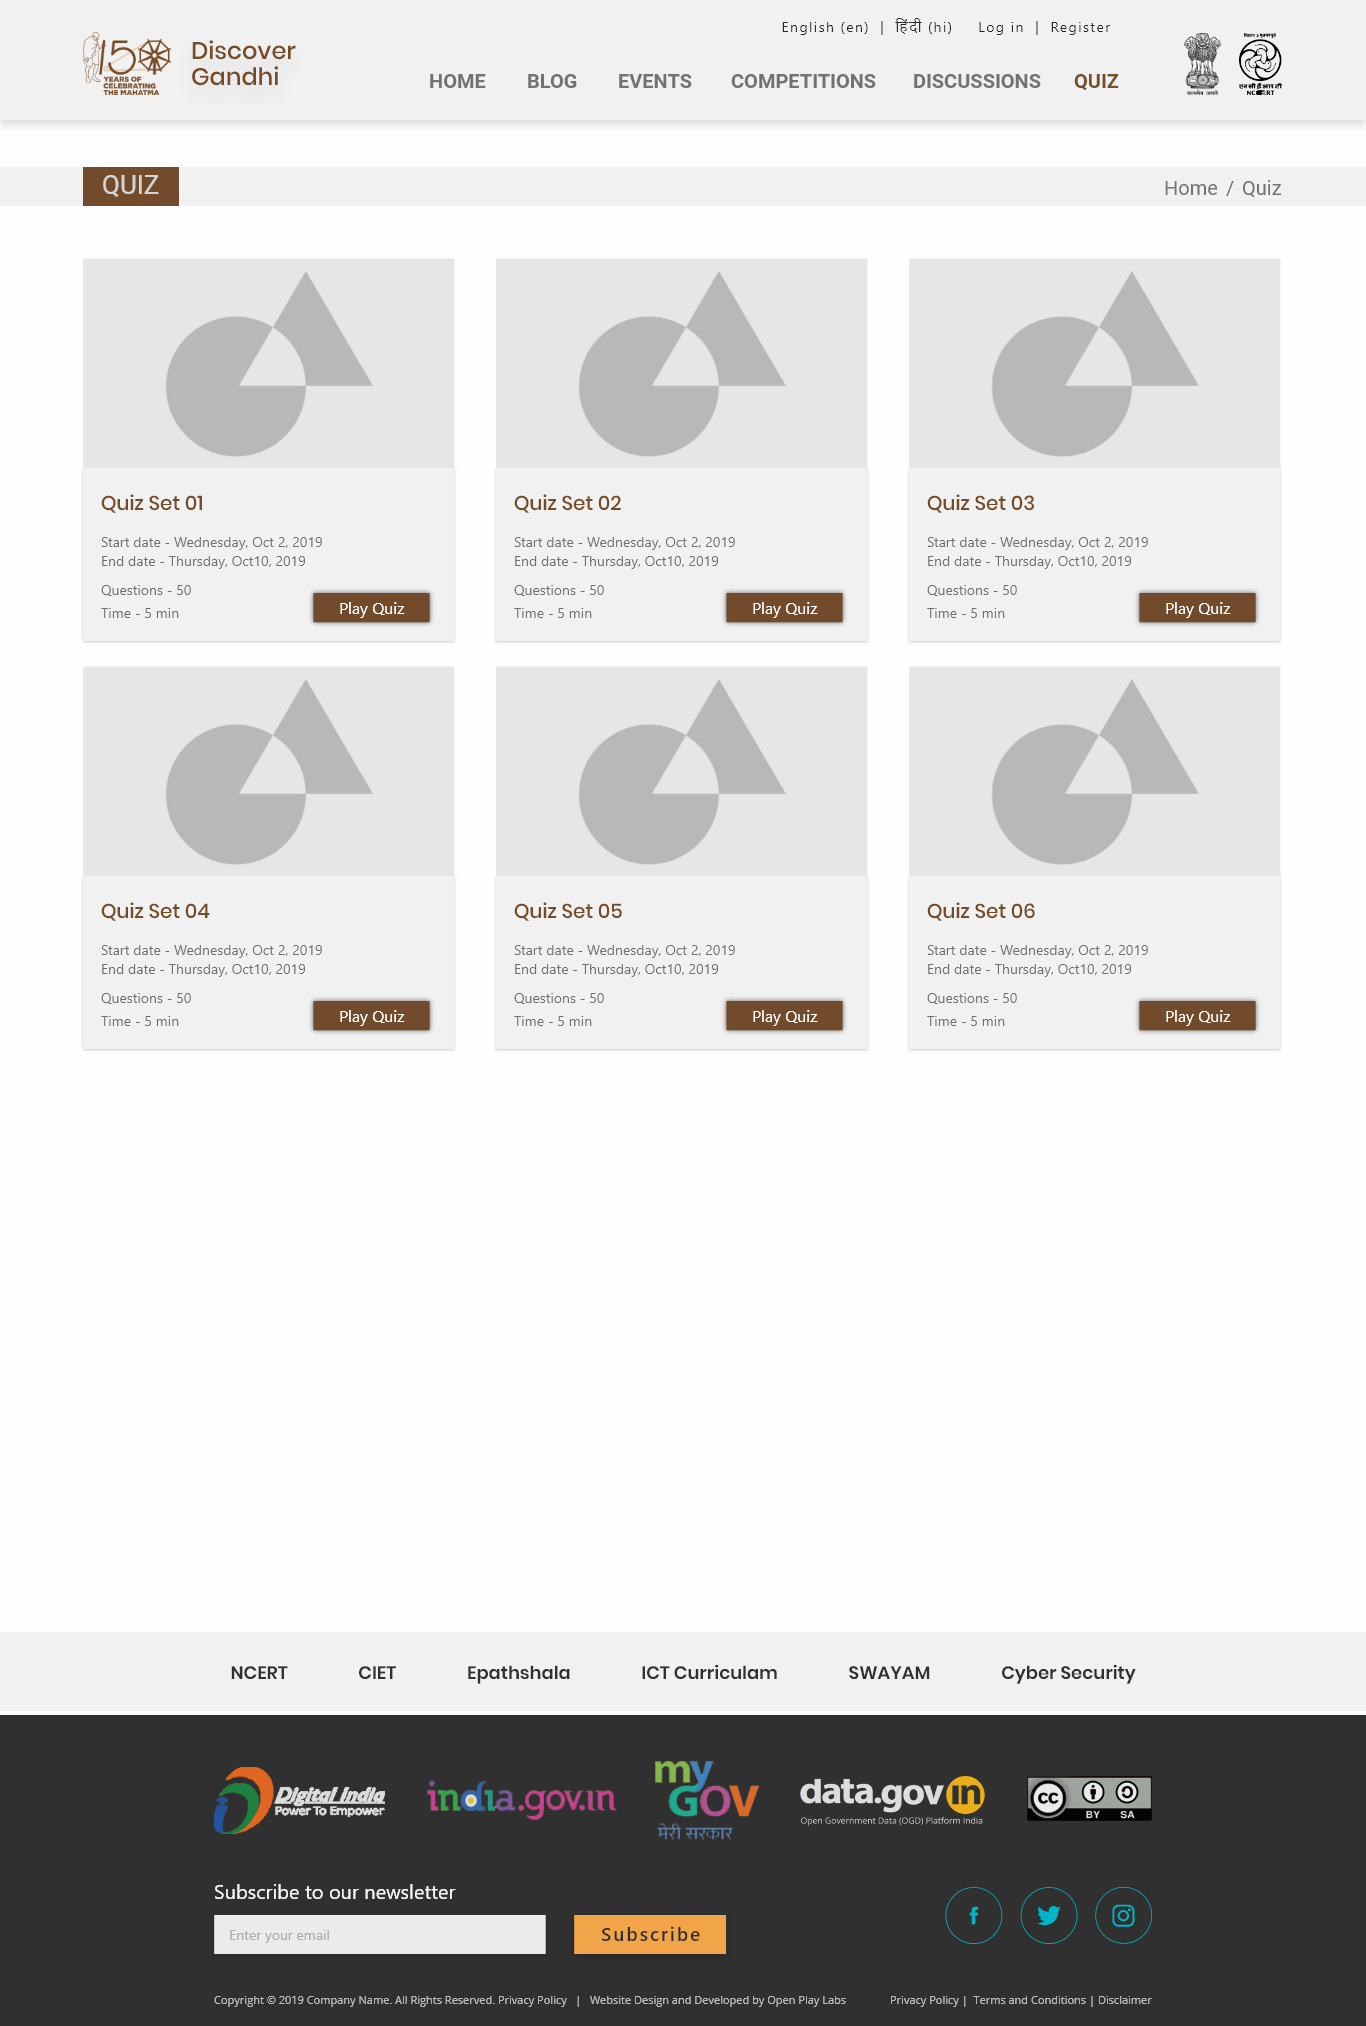 English (en) | हिंदी (hi) Log in | Register
150
YEARS OF
CELEBRATING
THE MAHATMA
Discover
Gandhi
HOME BLOG EVENTS COMPETITIONS DISCUSSIONS QUIZ
सत्यमेव जयते
एन सी ई आर टी
NCERT
QUIZ
Home / Quiz
Quiz Set 01
Start date - Wednesday, Oct 2, 2019
End date - Thursday, Oct10, 2019
Questions - 50
Time - 5 min
Play Quiz
Quiz Set 02
Start date - Wednesday, Oct 2, 2019
End date - Thursday, Oct10, 2019
Questions - 50
Time - 5 min
Play Quiz
Quiz Set 03
Start date - Wednesday, Oct 2, 2019
End date - Thursday, Oct10, 2019
Questions - 50
Time - 5 min
Play Quiz
Quiz Set 04
Start date - Wednesday, Oct 2, 2019
End date - Thursday, Oct10, 2019
Questions - 50
Time - 5 min
Play Quiz
Quiz Set 05
Start date - Wednesday, Oct 2, 2019
End date - Thursday, Oct10, 2019
Questions - 50
Time - 5 min
Play Quiz
Quiz Set 06
Start date - Wednesday, Oct 2, 2019
End date - Thursday, Oct10, 2019
Questions - 50
Time - 5 min
Play Quiz
NCERT CIET Epathshala ICT Curriculam SWAYAM Cyber Security
Digital India
Power To Empower
india.gov.in
my
GOV
मेरी सरकार
data.gov in
Open Government Data (OGD) Platform India
cc BY SA
Subscribe to our newsletter
Enter your email
Subscribe
Copyright © 2019 Company Name. All Rights Reserved. Privacy Policy | Website Design and Developed by Open Play Labs
Privacy Policy | Terms and Conditions | Disclaimer